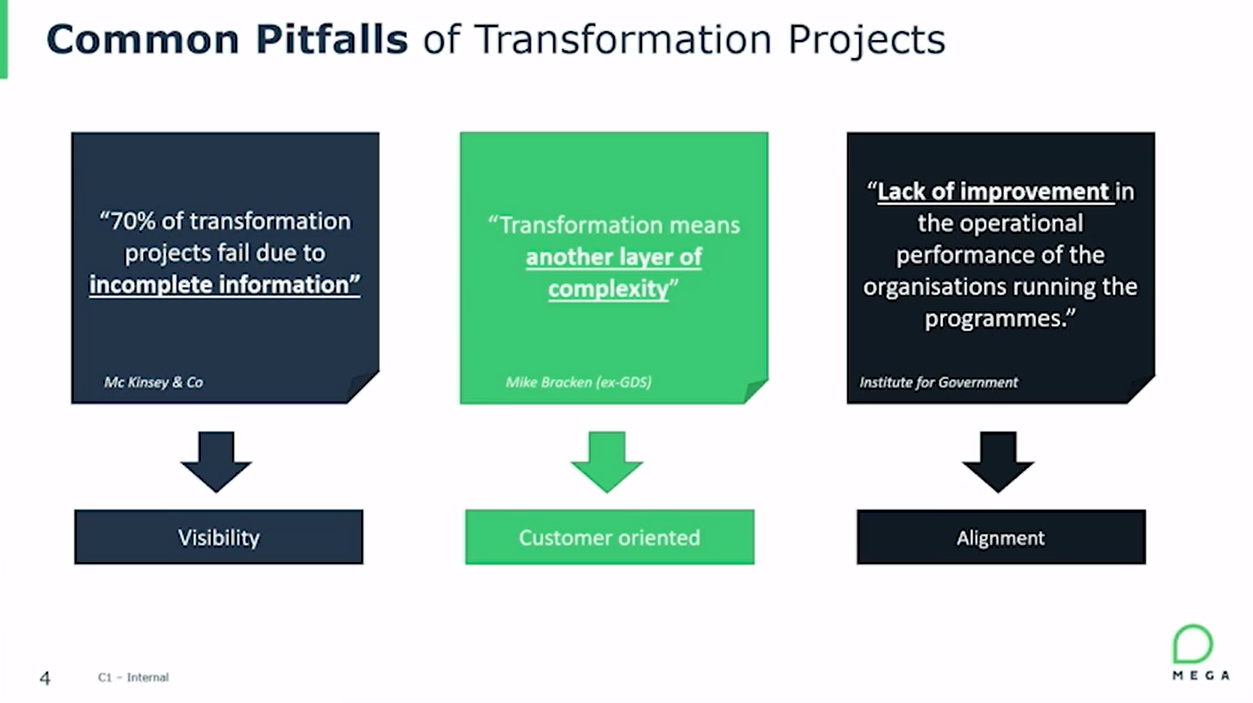 Common Pitfalls of Transformation Projects
“70% of transformation
projects fail due to
incomplete information”
Mc Kinsey & Co
“Transformation means
another layer of
complexity”
Mike Bracken (ex-GDS)
“Lack of improvement in
the operational
performance of the
organisations running the
programmes.”
Institute for Government
Visibility
Customer oriented
Alignment
4
C1 – Internal
MEGA